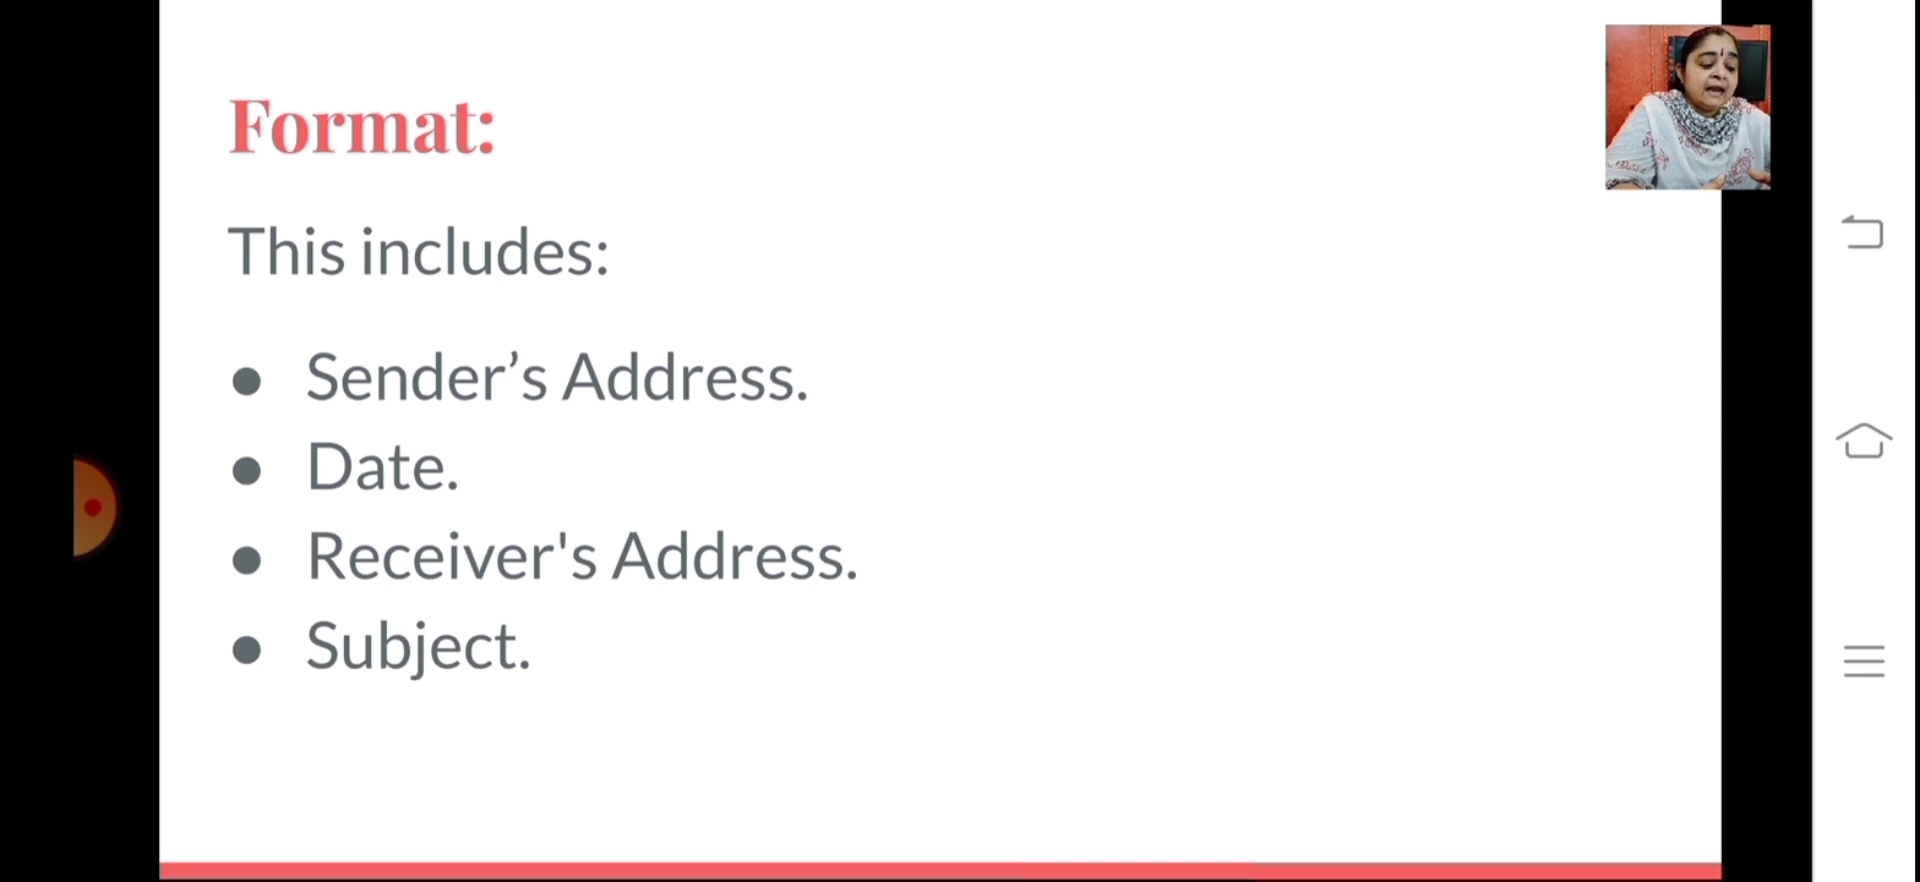 Format:
This includes:
● Sender’s Address.
● Date.
● Receiver's Address.
● Subject.